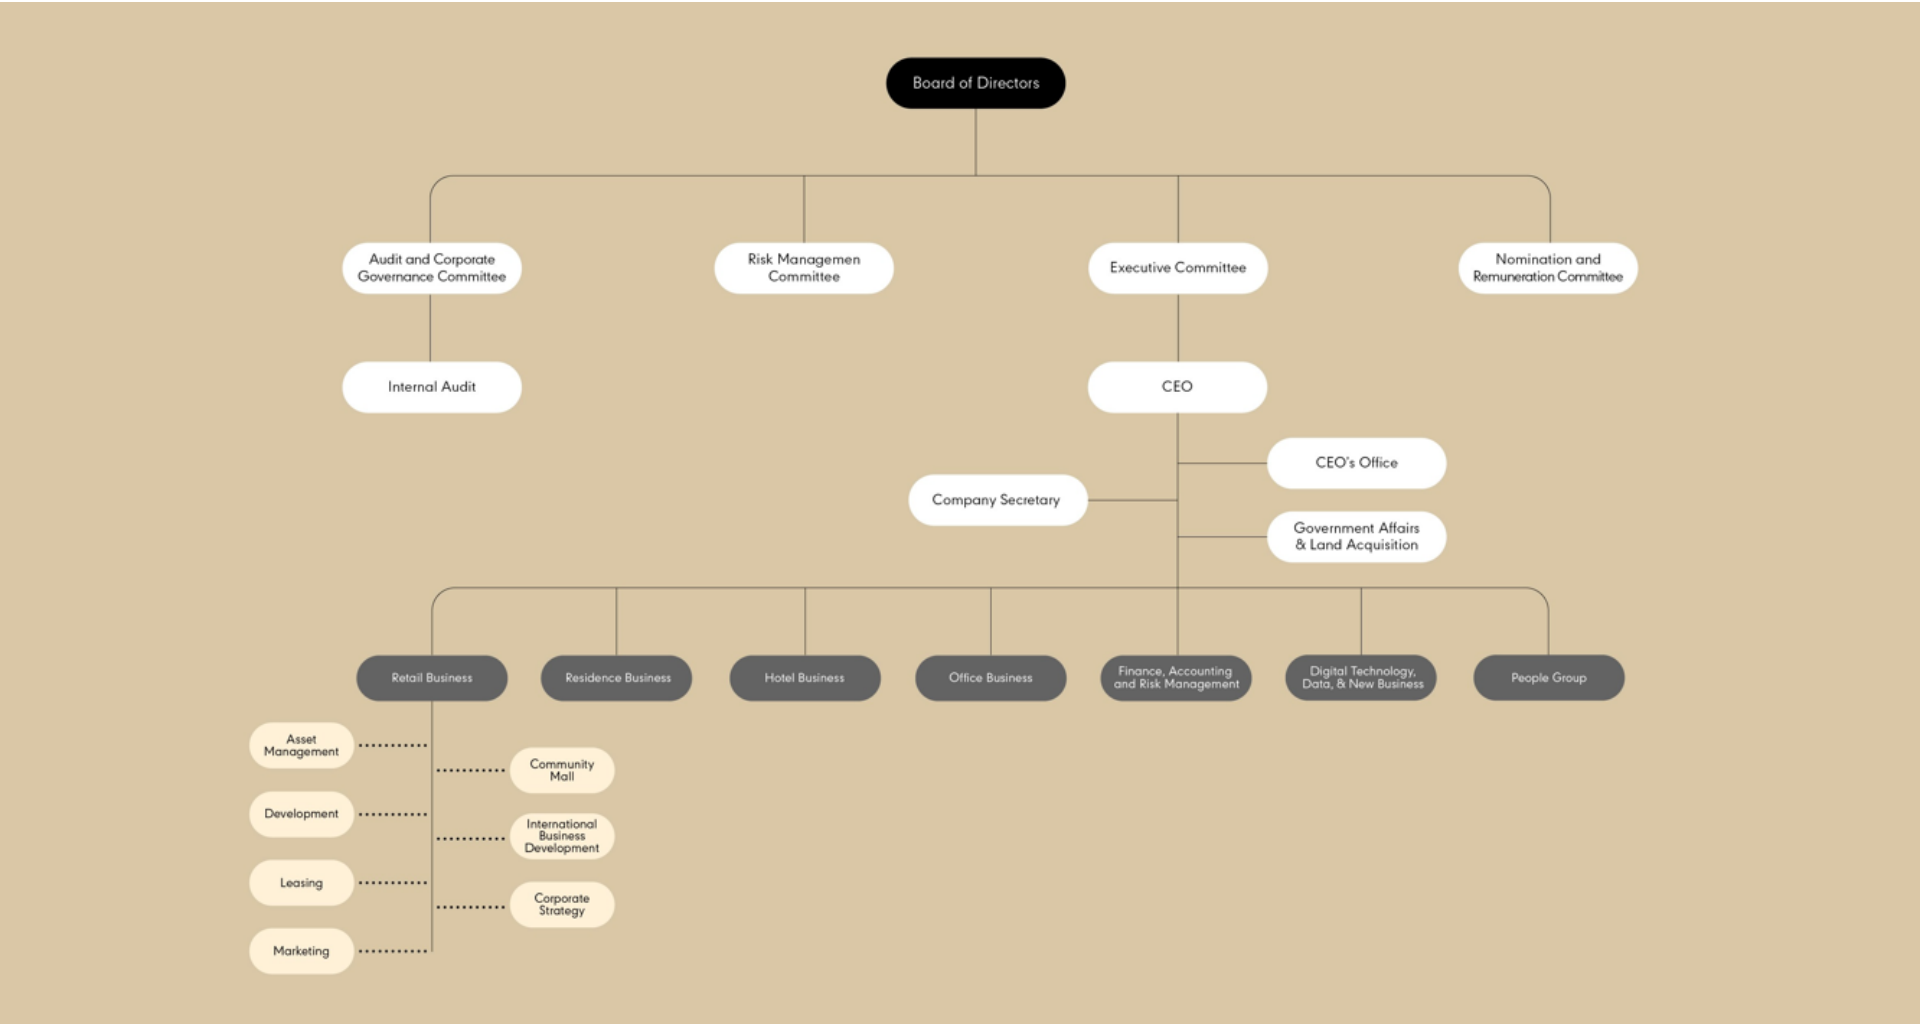 Board of Directors
Audit and Corporate
Governance Committee
Risk Managemen
Committee
Executive Committee
Nomination and
Remuneration Committee
Internal Audit
CEO
CEO's Office
Company Secretary
Government Affairs
& Land Acquisition
Retail Business
Residence Business
Hotel Business
Office Business
Finance, Accounting
and Risk Management
Digital Technology,
Data, & New Business
People Group
Asset
Management
Community
Mall
Development
International
Business
Development
Leasing
Corporate
Strategy
Marketing